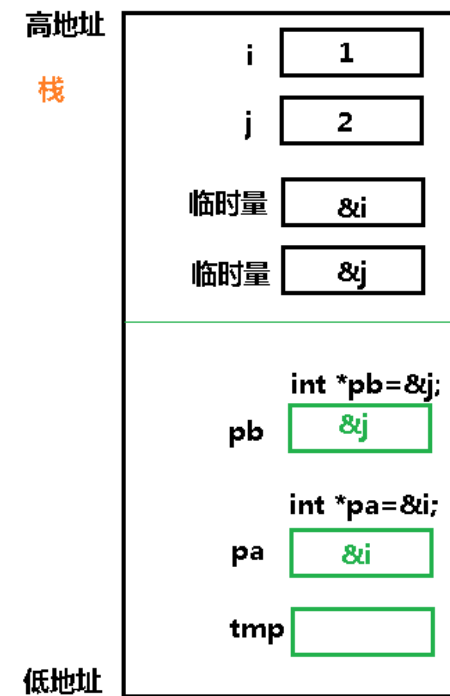 高地址
栈
i 1
j 2
临时量 &i
临时量 &j
int *pb=&j;
pb &j
int *pa=&i;
pa &i
tmp
低地址